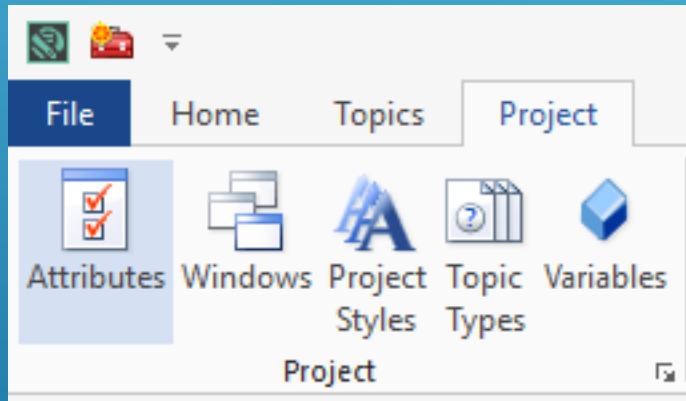 File Home Topics Project
Attributes Windows Project Styles Topic Types Variables
Project